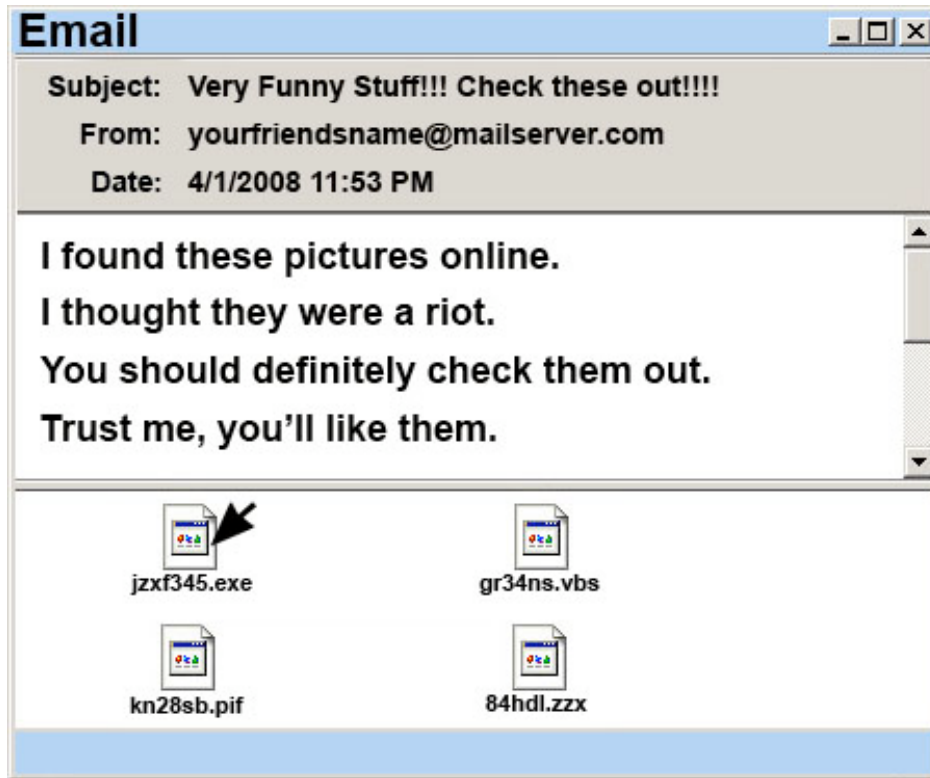 Email
Subject: Very Funny Stuff!!! Check these out!!!!
From: yourfriendsname@mailserver.com
Date: 4/1/2008 11:53 PM
I found these pictures online.
I thought they were a riot.
You should definitely check them out.
Trust me, you’ll like them.
jzxf345.exe gr34ns.vbs
kn28sb.pif 84hdl.zzx